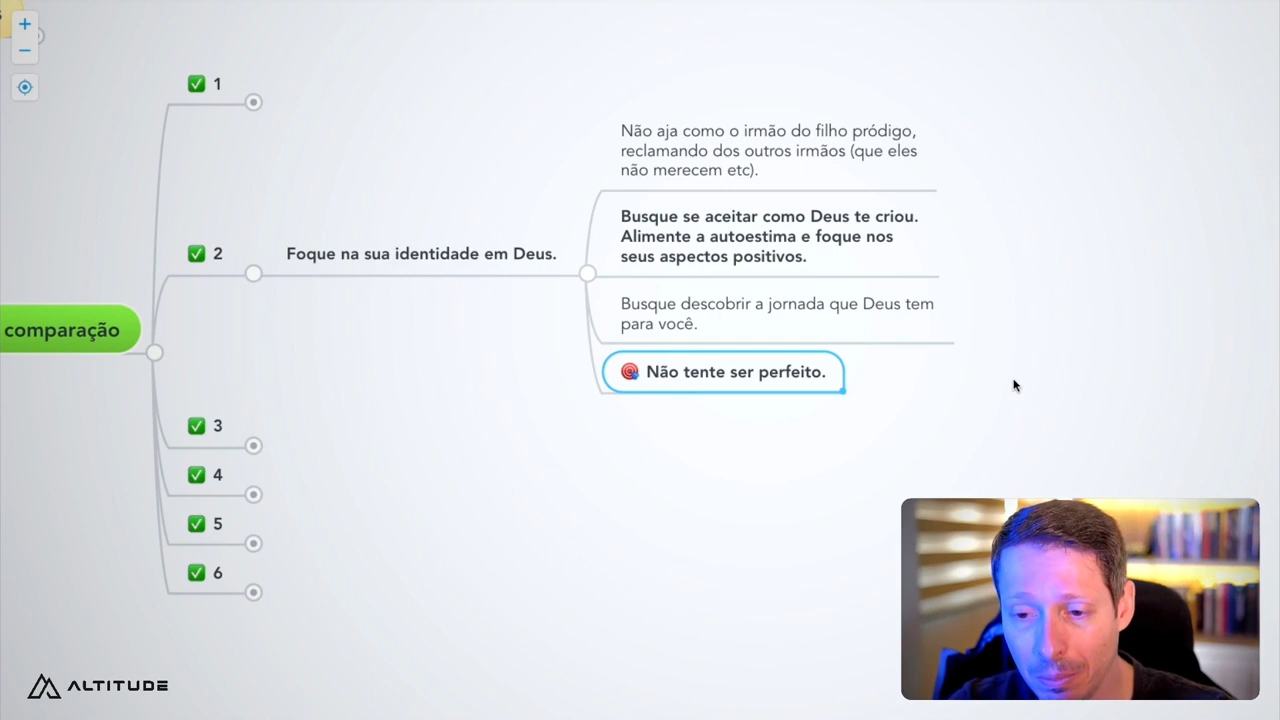 1
Não aja como o irmão do filho pródigo,
reclamando dos outros irmãos (que eles
não merecem etc).
Busque se aceitar como Deus te criou.
Alimente a autoestima e foque nos
seus aspectos positivos.
2
Foque na sua identidade em Deus.
Busque descobrir a jornada que Deus tem
para você.
comparação
Não tente ser perfeito.
3
4
5
6
ALTITUDE